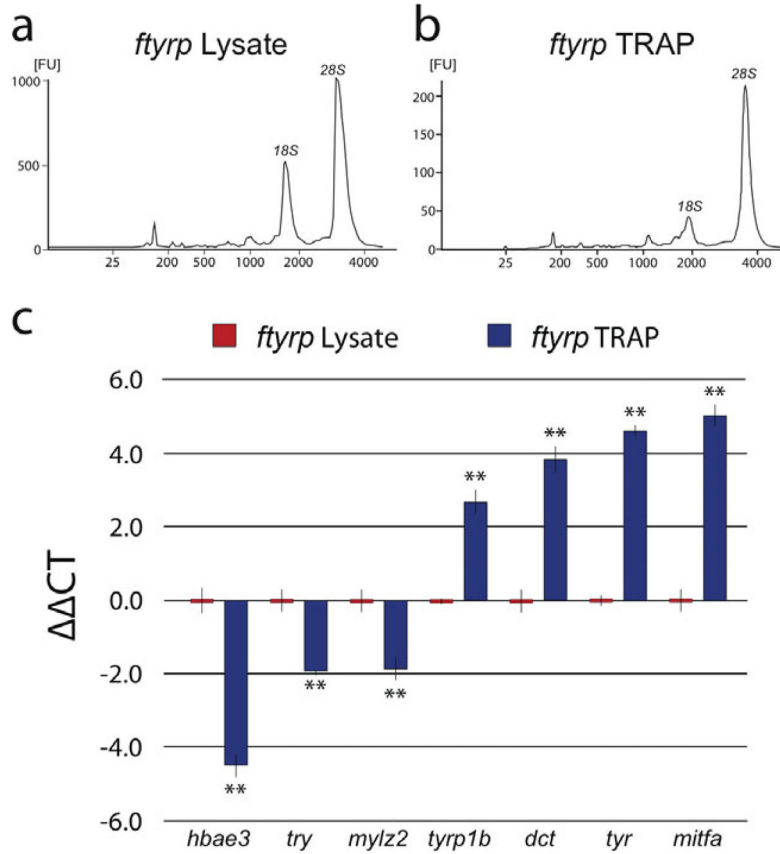 a
ftyrp Lysate
[FU]
1000
500
0
18S
28S
25 200 500 1000 2000 4000
b
ftyrp TRAP
[FU]
200
150
100
50
0
18S
28S
25 200 500 1000 2000 4000
c
ftyrp Lysate ftyrp TRAP
ΔΔCT
6.0
4.0
2.0
0.0
-2.0
-4.0
-6.0
**
**
**
**
**
**
**
hbae3 try mylz2 tyrp1b dct tyr mitfa